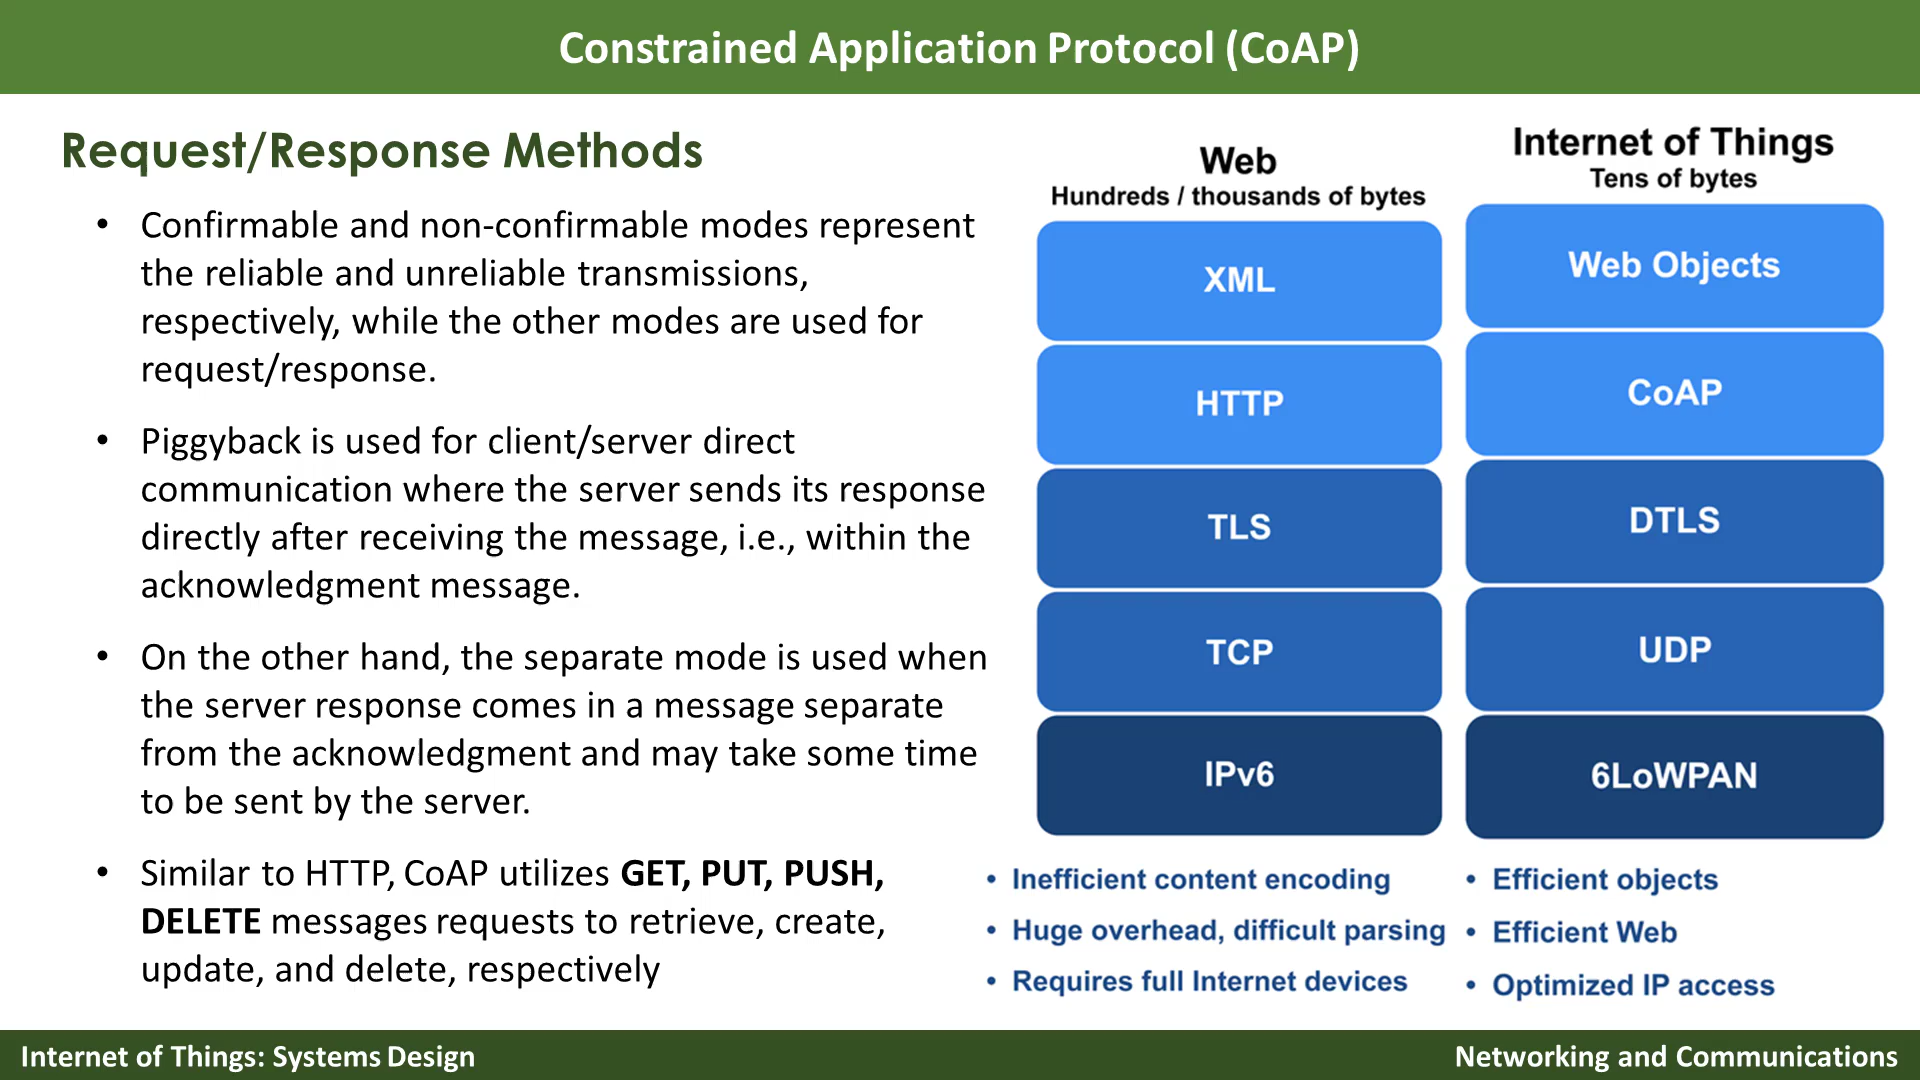 Constrained Application Protocol (CoAP)
Request/Response Methods
• Confirmable and non-confirmable modes represent
the reliable and unreliable transmissions,
respectively, while the other modes are used for
request/response.
• Piggyback is used for client/server direct
communication where the server sends its response
directly after receiving the message, i.e., within the
acknowledgment message.
• On the other hand, the separate mode is used when
the server response comes in a message separate
from the acknowledgment and may take some time
to be sent by the server.
• Similar to HTTP, CoAP utilizes GET, PUT, PUSH,
DELETE messages requests to retrieve, create,
update, and delete, respectively
Web
Hundreds / thousands of bytes
XML
HTTP
TLS
TCP
IPv6
• Inefficient content encoding
• Huge overhead, difficult parsing
• Requires full Internet devices
Internet of Things
Tens of bytes
Web Objects
CoAP
DTLS
UDP
6LoWPAN
• Efficient objects
• Efficient Web
• Optimized IP access
Internet of Things: Systems Design
Networking and Communications